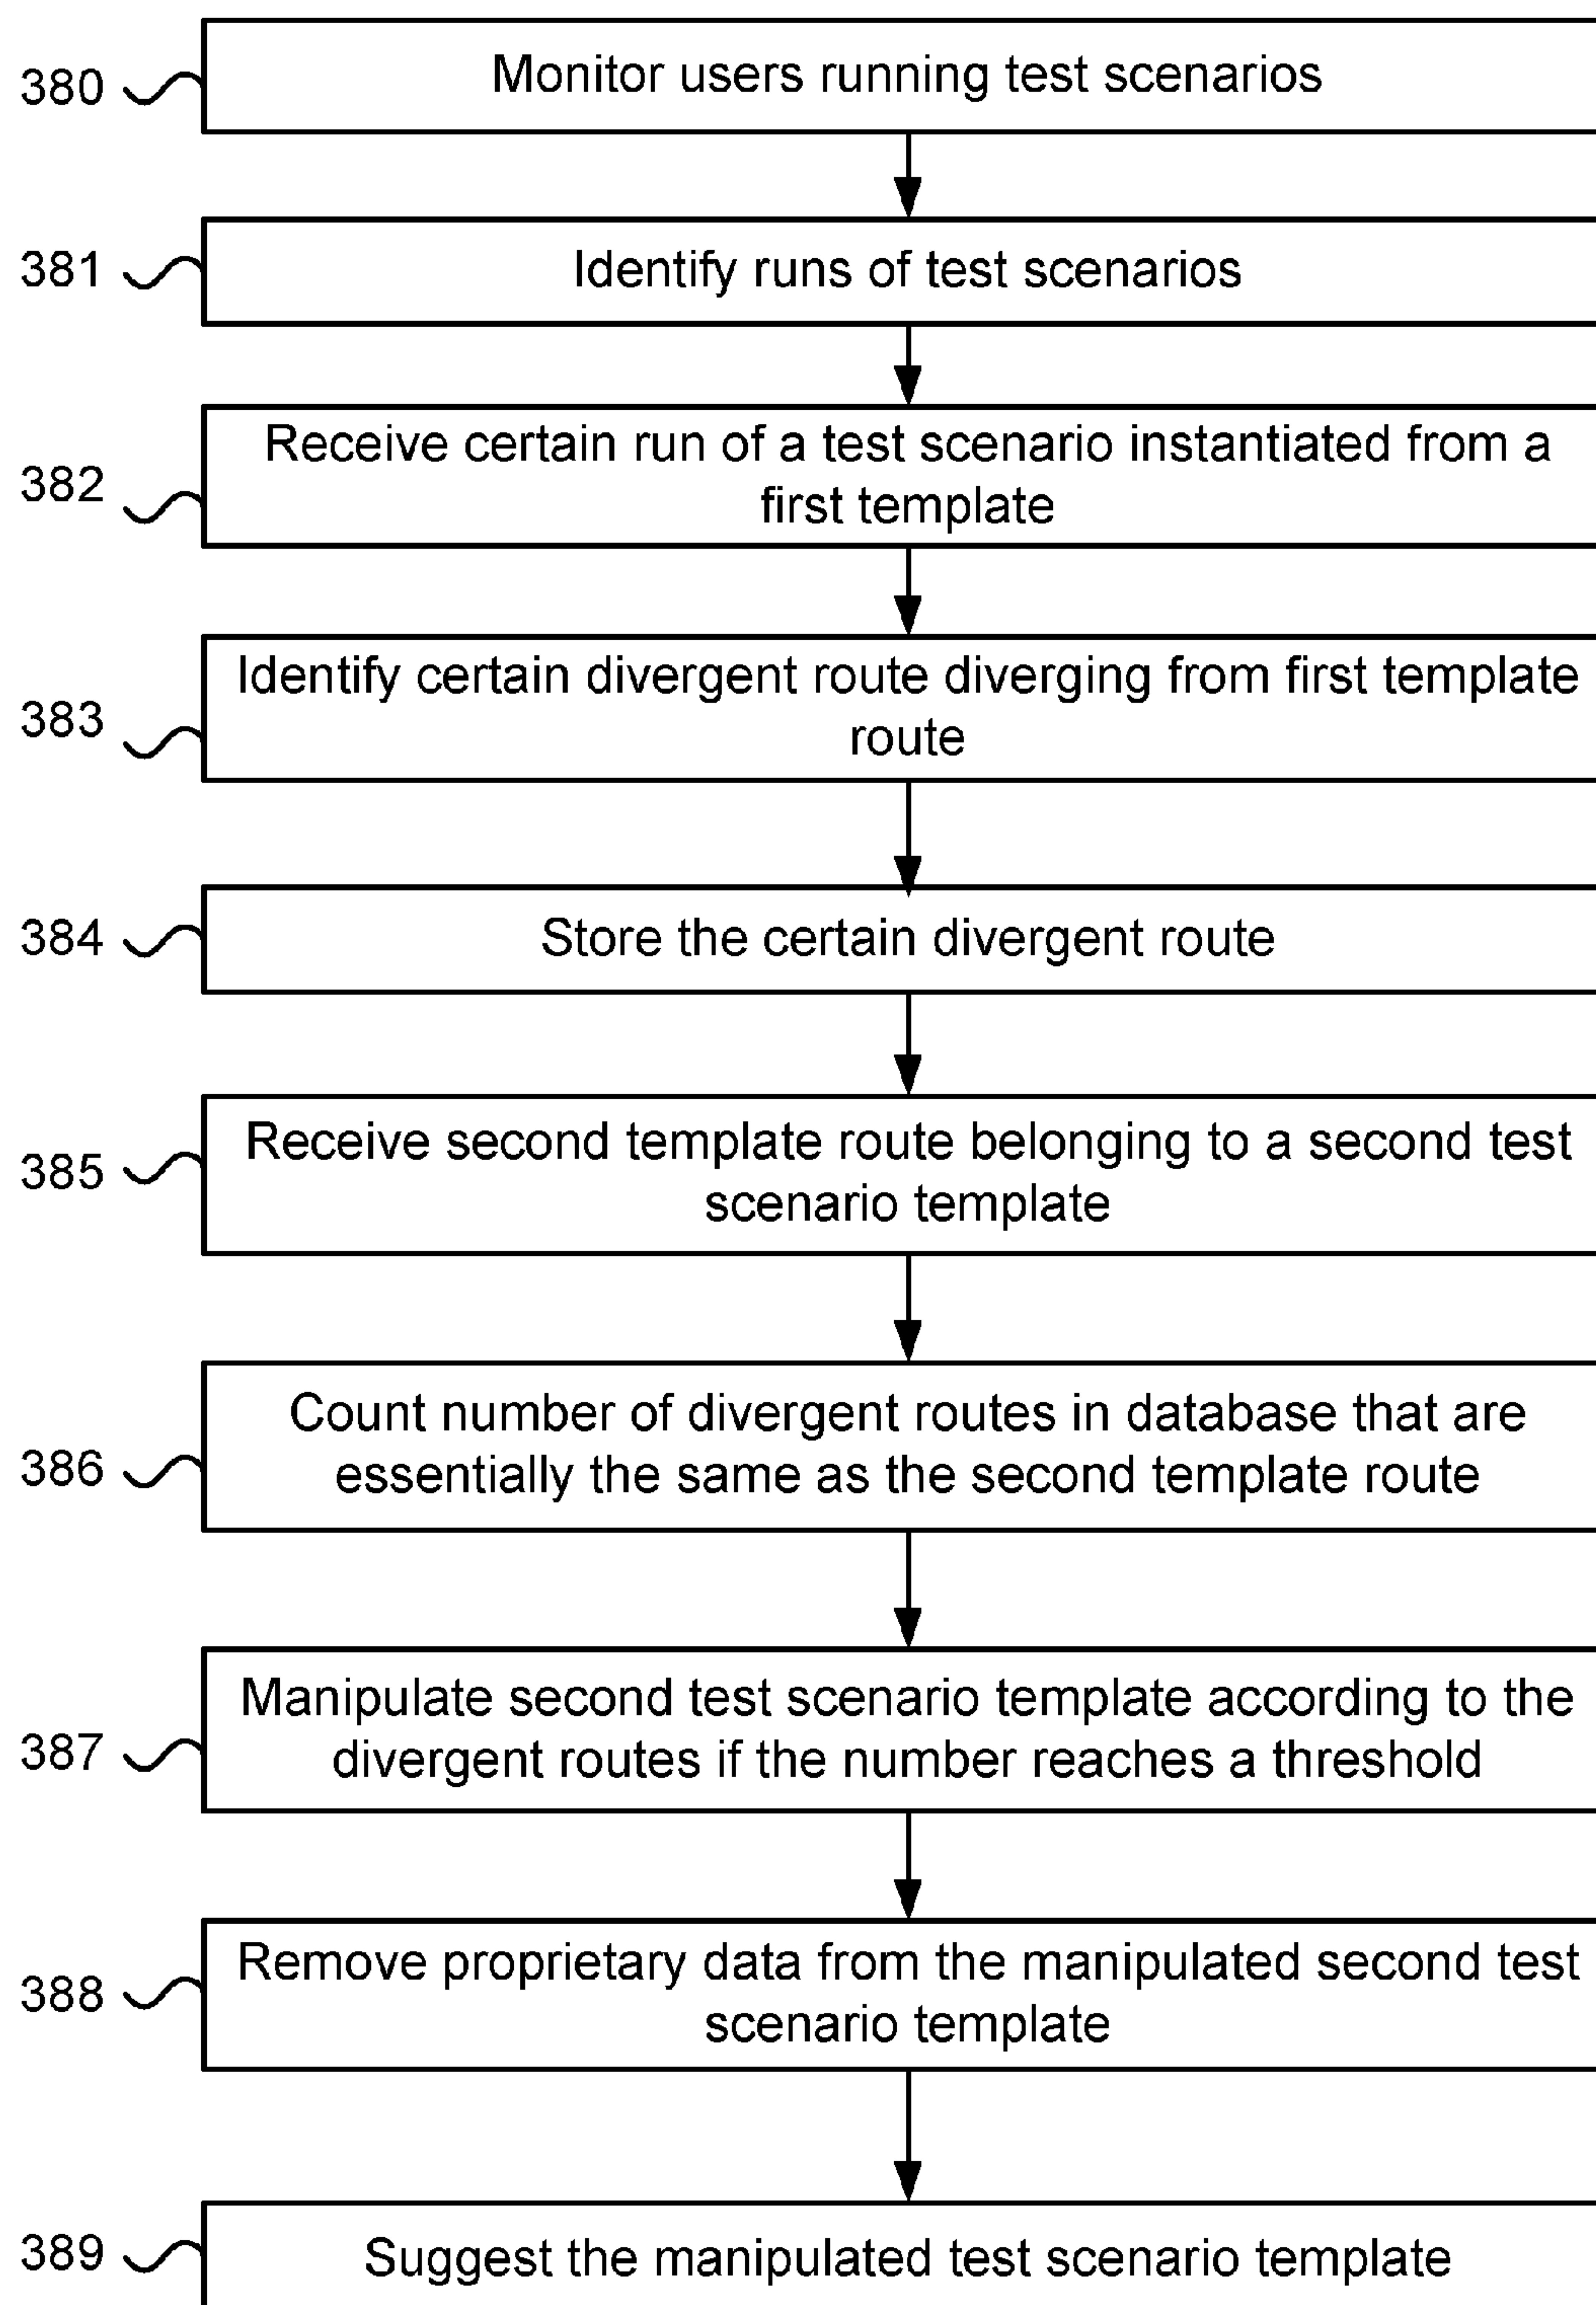 380
Monitor users running test scenarios
381
Identify runs of test scenarios
382
Receive certain run of a test scenario instantiated from a
first template
383
Identify certain divergent route diverging from first template
route
384
Store the certain divergent route
385
Receive second template route belonging to a second test
scenario template
386
Count number of divergent routes in database that are
essentially the same as the second template route
387
Manipulate second test scenario template according to the
divergent routes if the number reaches a threshold
388
Remove proprietary data from the manipulated second test
scenario template
389
Suggest the manipulated test scenario template